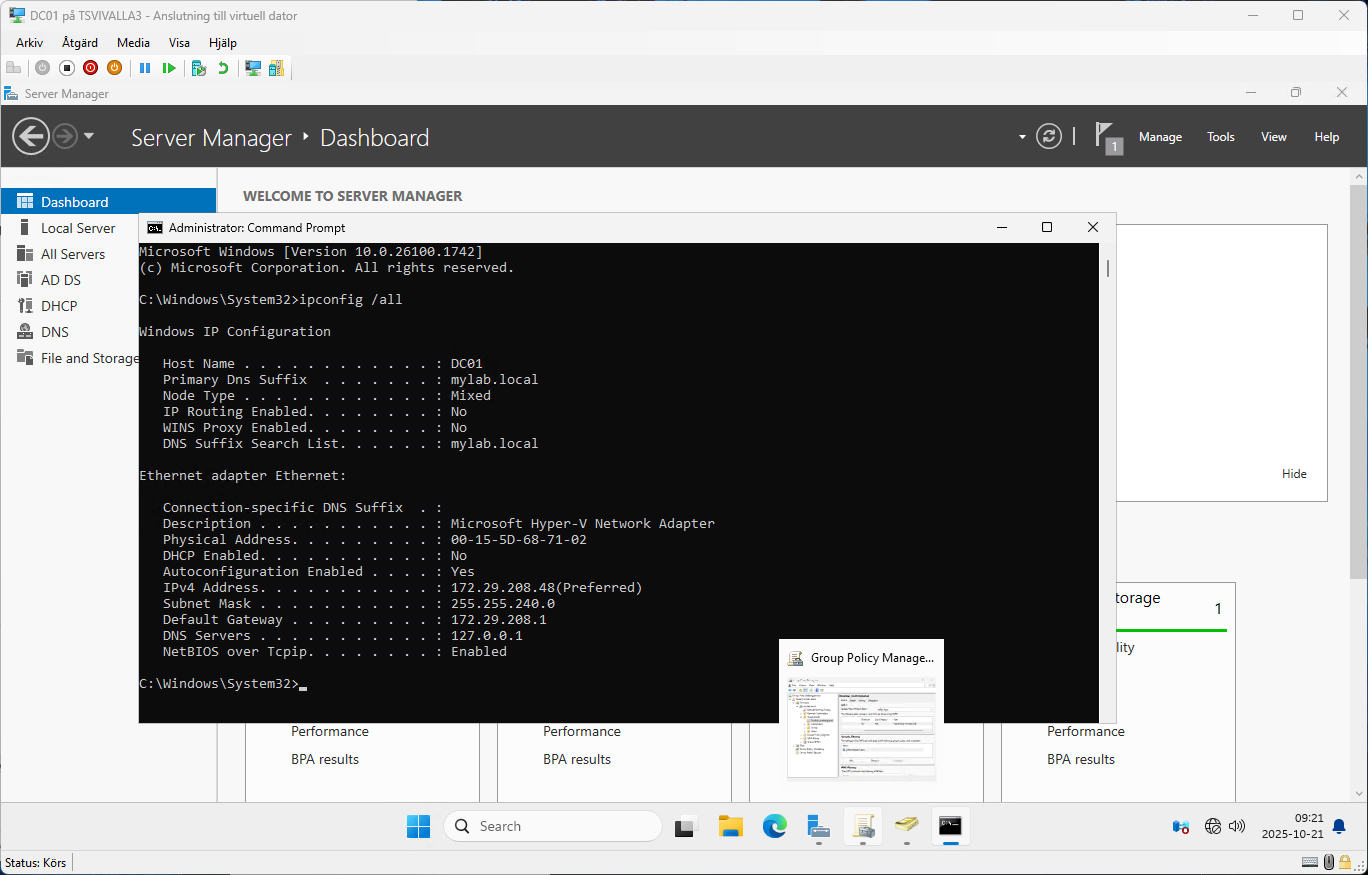 DC01 på TSVIVALLA3 - Anslutning till virtuell dator
Arkiv Åtgärd Media Visa Hjälp
Server Manager
Server Manager Dashboard
1
Manage Tools View Help
WELCOME TO SERVER MANAGER
Dashboard
Local Server
All Servers
AD DS
DHCP
DNS
File and Storage
Administrator: Command Prompt
Microsoft Windows [Version 10.0.26100.1742]
(c) Microsoft Corporation. All rights reserved.
C:\Windows\System32>ipconfig /all
Windows IP Configuration
Host Name . . . . . . . . . . . . : DC01
Primary Dns Suffix . . . . . . . : mylab.local
Node Type . . . . . . . . . . . . : Mixed
IP Routing Enabled. . . . . . . . : No
WINS Proxy Enabled. . . . . . . . : No
DNS Suffix Search List. . . . . . : mylab.local
Ethernet adapter Ethernet:
Connection-specific DNS Suffix . :
Description . . . . . . . . . . . : Microsoft Hyper-V Network Adapter
Physical Address. . . . . . . . . : 00-15-5D-68-71-02
DHCP Enabled. . . . . . . . . . . : No
Autoconfiguration Enabled . . . . : Yes
IPv4 Address. . . . . . . . . . . : 172.29.208.48(Preferred)
Subnet Mask . . . . . . . . . . . : 255.255.240.0
Default Gateway . . . . . . . . . : 172.29.208.1
DNS Servers . . . . . . . . . . . : 127.0.0.1
NetBIOS over Tcpip. . . . . . . . : Enabled
C:\Windows\System32>
Hide
torage 1
lity
Group Policy Manage...
Performance Performance Performance
BPA results BPA results BPA results
Search
09:21
2025-10-21
Status: Körs